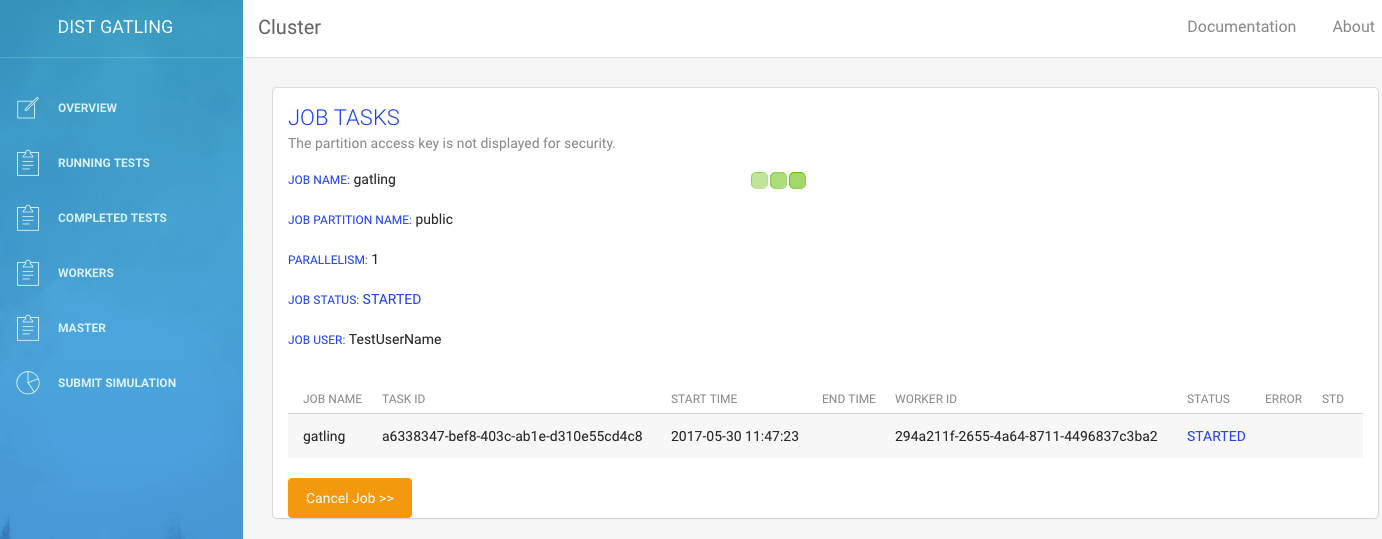 DIST GATLING
Cluster
Documentation
About
OVERVIEW
RUNNING TESTS
COMPLETED TESTS
WORKERS
MASTER
SUBMIT SIMULATION
JOB TASKS
The partition access key is not displayed for security.
JOB NAME: gatling
JOB PARTITION NAME: public
PARALLELISM: 1
JOB STATUS: STARTED
JOB USER: TestUserName
JOB NAME TASK ID START TIME END TIME WORKER ID STATUS ERROR STD
gatling a6338347-bef8-403c-ab1e-d310e55cd4c8 2017-05-30 11:47:23 294a211f-2655-4a64-8711-4496837c3ba2 STARTED
Cancel Job >>